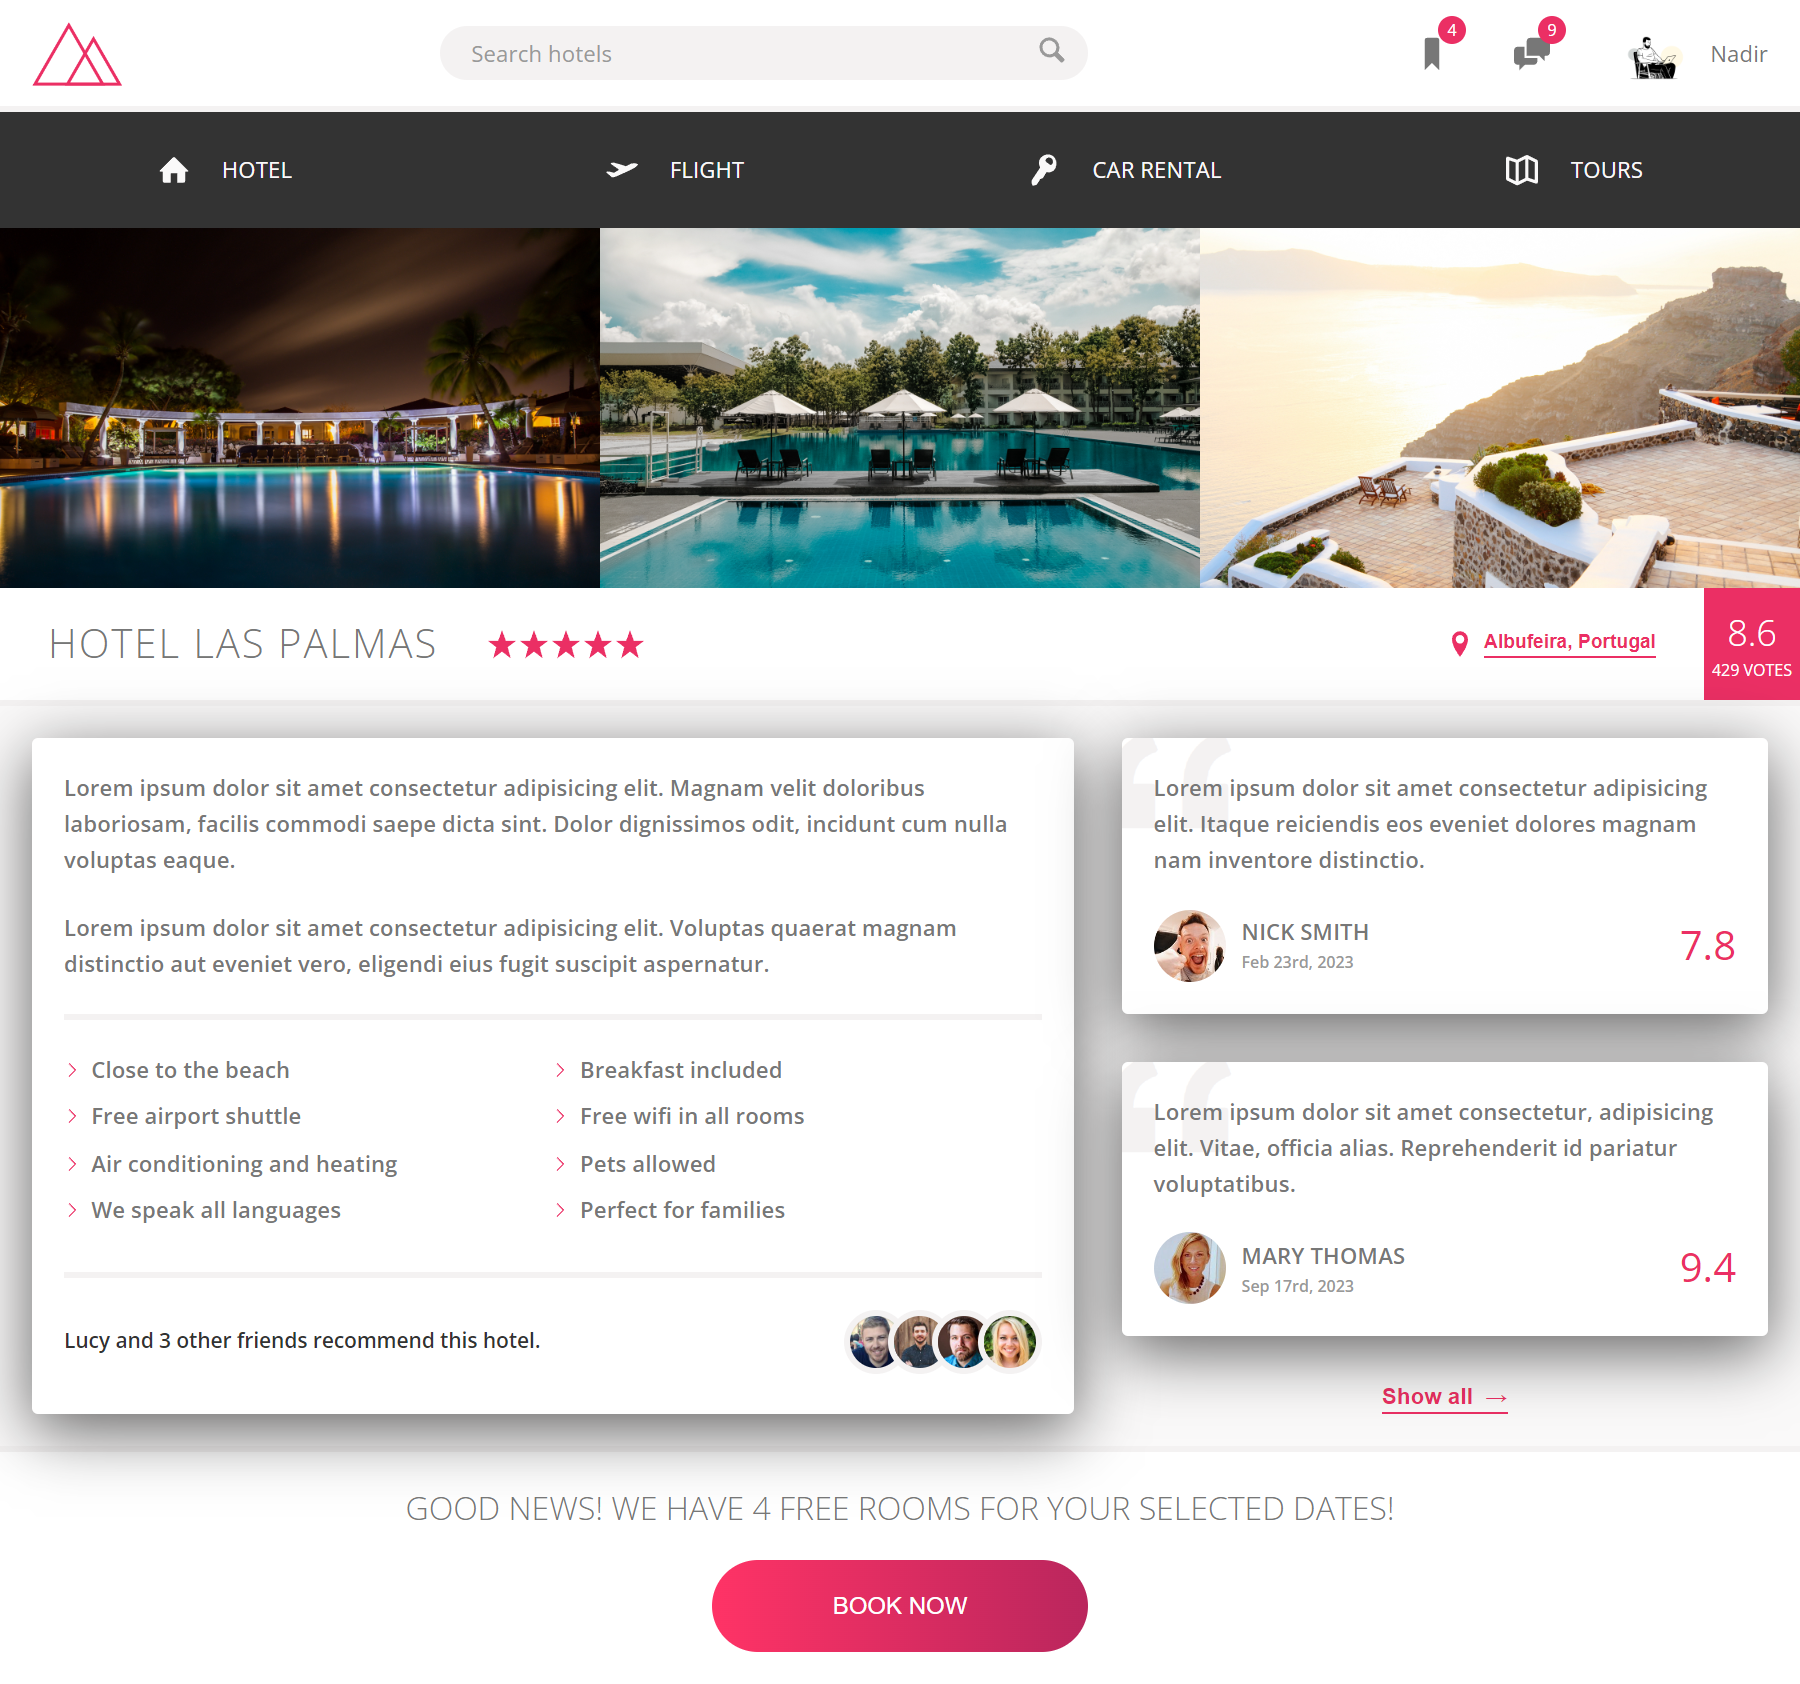 Search hotels
4
9
Nadir
HOTEL
FLIGHT
CAR RENTAL
TOURS
HOTEL LAS PALMAS
Albufeira, Portugal
8.6
429 VOTES
Lorem ipsum dolor sit amet consectetur adipisicing elit. Magnam velit doloribus
laboriosam, facilis commodi saepe dicta sint. Dolor dignissimos odit, incidunt cum nulla
voluptas eaque.
Lorem ipsum dolor sit amet consectetur adipisicing elit. Voluptas quaerat magnam
distinctio aut eveniet vero, eligendi eius fugit suscipit aspernatur.
Close to the beach
Breakfast included
Free airport shuttle
Free wifi in all rooms
Air conditioning and heating
Pets allowed
We speak all languages
Perfect for families
Lucy and 3 other friends recommend this hotel.
“
Lorem ipsum dolor sit amet consectetur adipisicing
elit. Itaque reiciendis eos eveniet dolores magnam
nam inventore distinctio.
NICK SMITH
Feb 23rd, 2023
7.8
“
Lorem ipsum dolor sit amet consectetur, adipisicing
elit. Vitae, officia alias. Reprehenderit id pariatur
voluptatibus.
MARY THOMAS
Sep 17rd, 2023
9.4
Show all →
GOOD NEWS! WE HAVE 4 FREE ROOMS FOR YOUR SELECTED DATES!
BOOK NOW